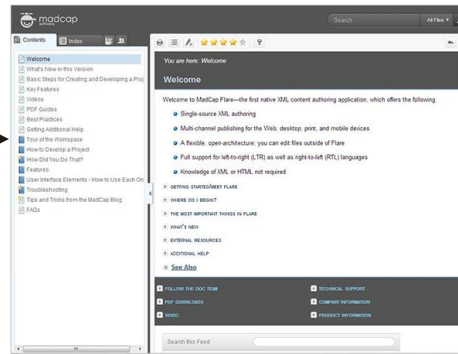 madcap
software
Search
All Files
Contents
Index
Welcome
What's New in this Version
Basic Steps for Creating and Developing a Proj
Key Features
Videos
PDF Guides
Best Practices
Getting Additional Help
Tour of the Workspace
How to Develop a Project
How Did You Do That?
Features
User Interface Elements - How to Use Each On
Troubleshooting
Tips and Tricks from the MadCap Blog
FAQs
You are here: Welcome
Welcome
Welcome to MadCap Flare—the first native XML content authoring application, which offers the following.
Single-source XML authoring
Multi-channel publishing for the Web, desktop, print, and mobile devices
A flexible, open-architecture; you can edit files outside of Flare
Full support for left-to-right (LTR) as well as right-to-left (RTL) languages
Knowledge of XML or HTML not required
GETTING STARTED/MEET FLARE
WHERE DO I BEGIN?
THE MOST IMPORTANT THINGS IN FLARE
WHAT'S NEW
EXTERNAL RESOURCES
ADDITIONAL HELP
See Also
FOLLOW THE DOC TEAM
TECHNICAL SUPPORT
PDF DOWNLOADS
COMPANY INFORMATION
VIDEO
PRODUCT INFORMATION
Search this Feed